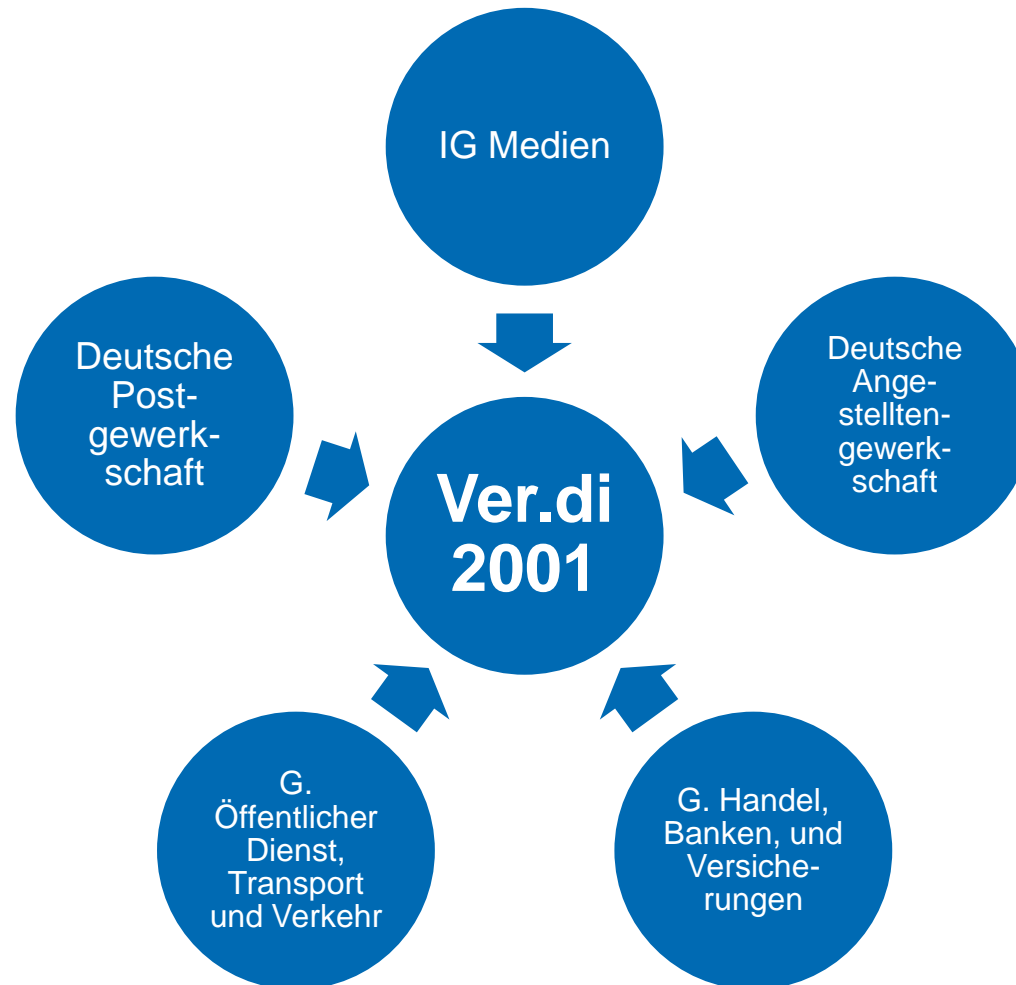 IG Medien
Deutsche
Post-
gewerk-
schaft
Deutsche
Ange-
stellten-
gewerk-
schaft
Ver.di
2001
G.
Öffentlicher
Dienst,
Transport
und Verkehr
G. Handel,
Banken, und
Versiche-
rungen